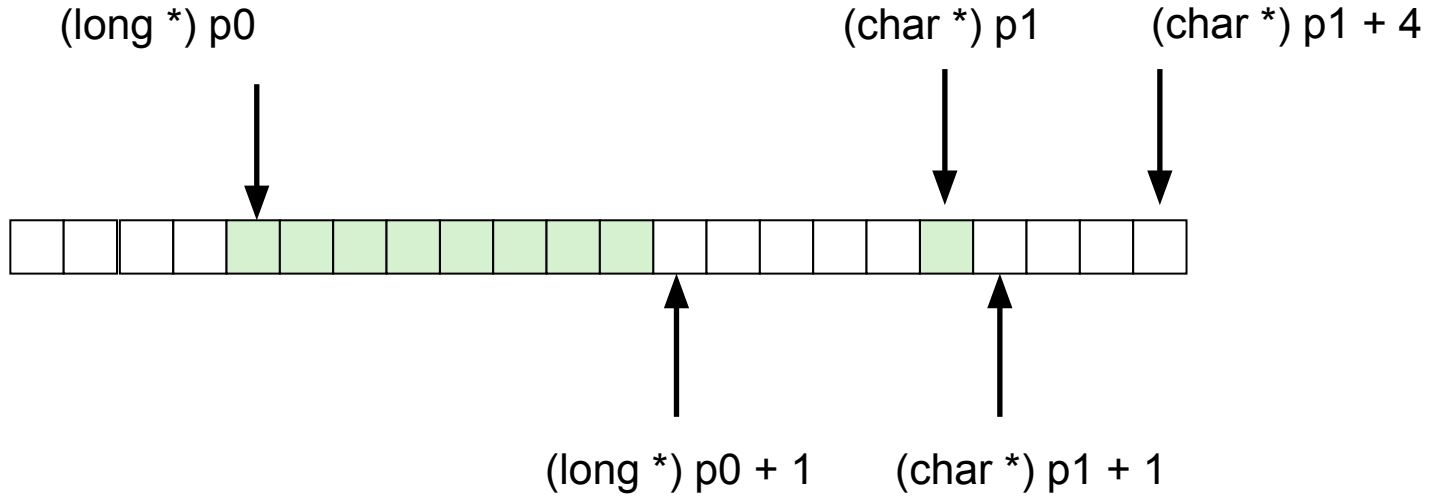 (long *) p0
(char *) p1
(char *) p1 + 4
(long *) p0 + 1
(char *) p1 + 1